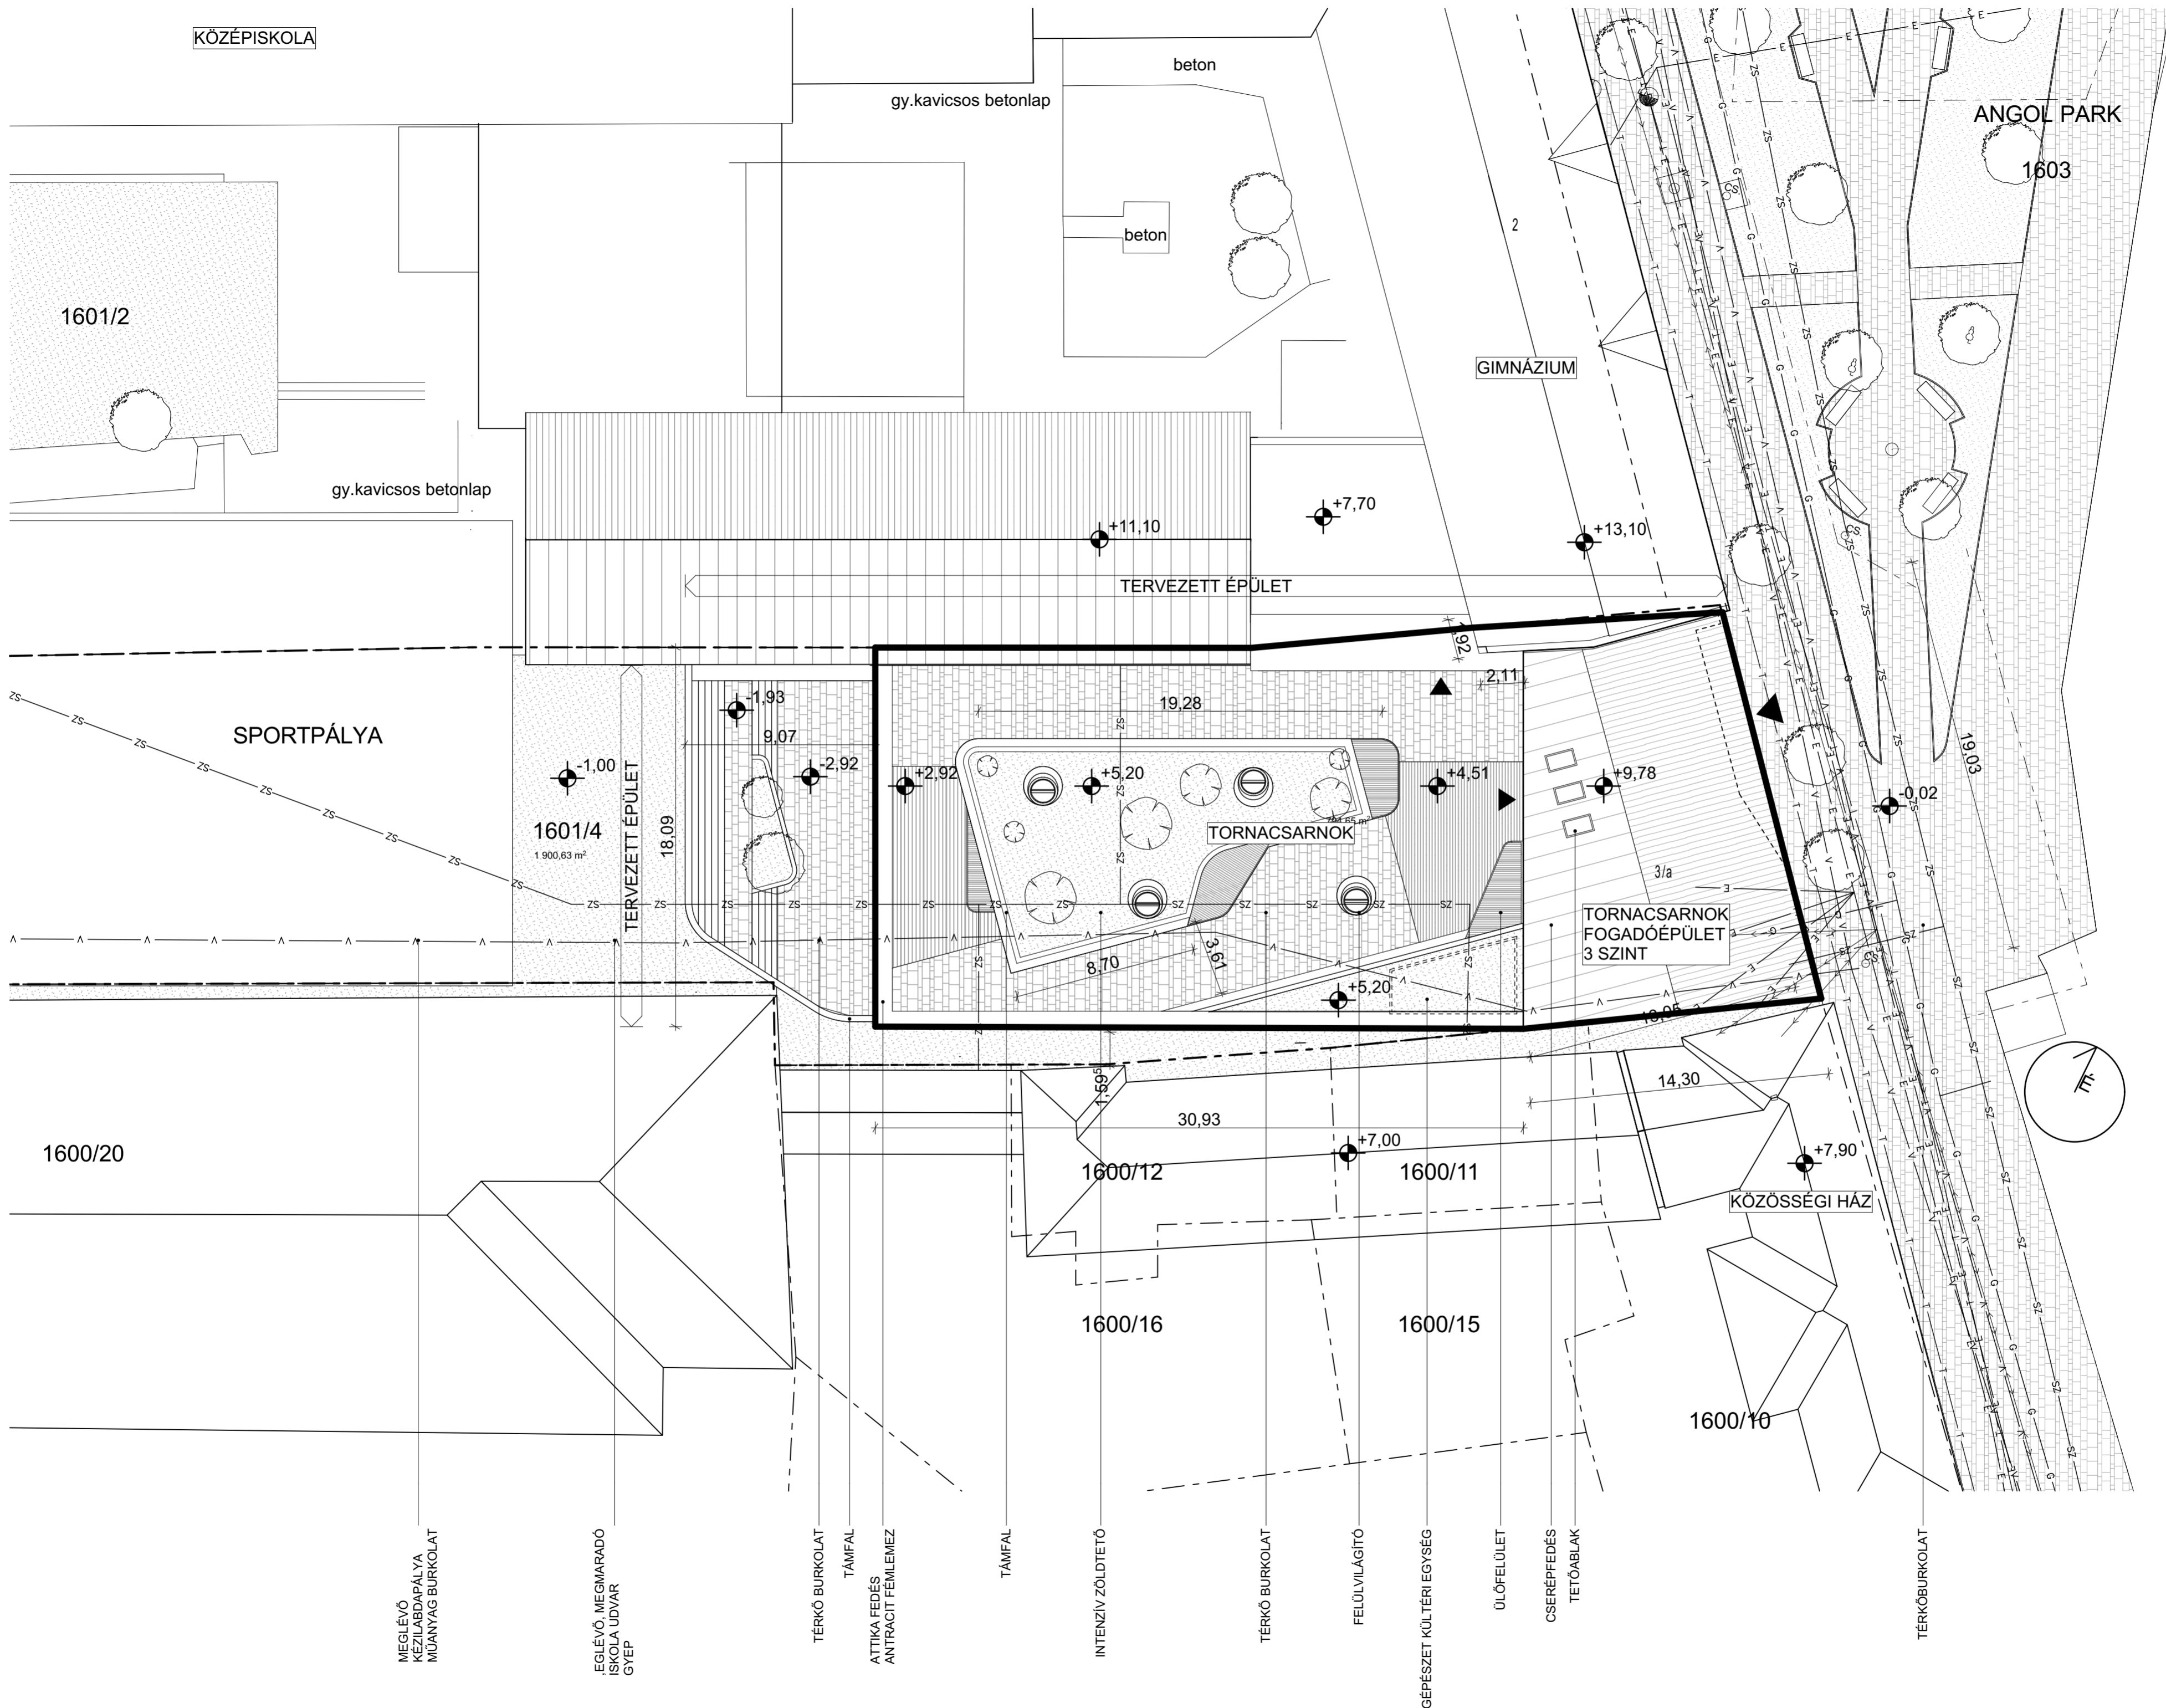 KÖZÉPISKOLA
beton
gy.kavicsos betonlap
ANGOL PARK
1603
beton
2
1601/2
GIMNÁZIUM
gy.kavicsos betonlap
+7,70
+11,10
+13,10
TERVEZETT ÉPÜLET
1,92
2,11
-1,93
19,28
SPORTPÁLYA
9,07
19,03
-1,00
-2,92
+2,92
+5,20
+4,51
+9,78
-0,02
TERVEZETT ÉPÜLET
18,09
1601/4
1 900,63 m²
TORNACSARNOK
3/a
TORNACSARNOK
FOGADÓÉPÜLET
3 SZINT
8,70
3,61
+5,20
18,05
1,59⁵
14,30
30,93
+7,00
1600/20
1600/12
1600/11
+7,90
KÖZÖSSÉGI HÁZ
É
1600/16
1600/15
1600/10
MEGLÉVŐ
KÉZILABDAPÁLYA
MŰANYAG BURKOLAT
.EGLÉVŐ, MEGMARADÓ
ISKOLA UDVAR
GYEP
TÉRKŐ BURKOLAT
TÁMFAL
ATTIKA FEDÉS
ANTRACIT FÉMLEMEZ
TÁMFAL
INTENZÍV ZÖLDTETŐ
TÉRKŐ BURKOLAT
FELÜLVILÁGÍTÓ
GÉPÉSZET KÜLTÉRI EGYSÉG
ÜLŐFELÜLET
CSERÉPFEDÉS
TETŐABLAK
TÉRKŐBURKOLAT